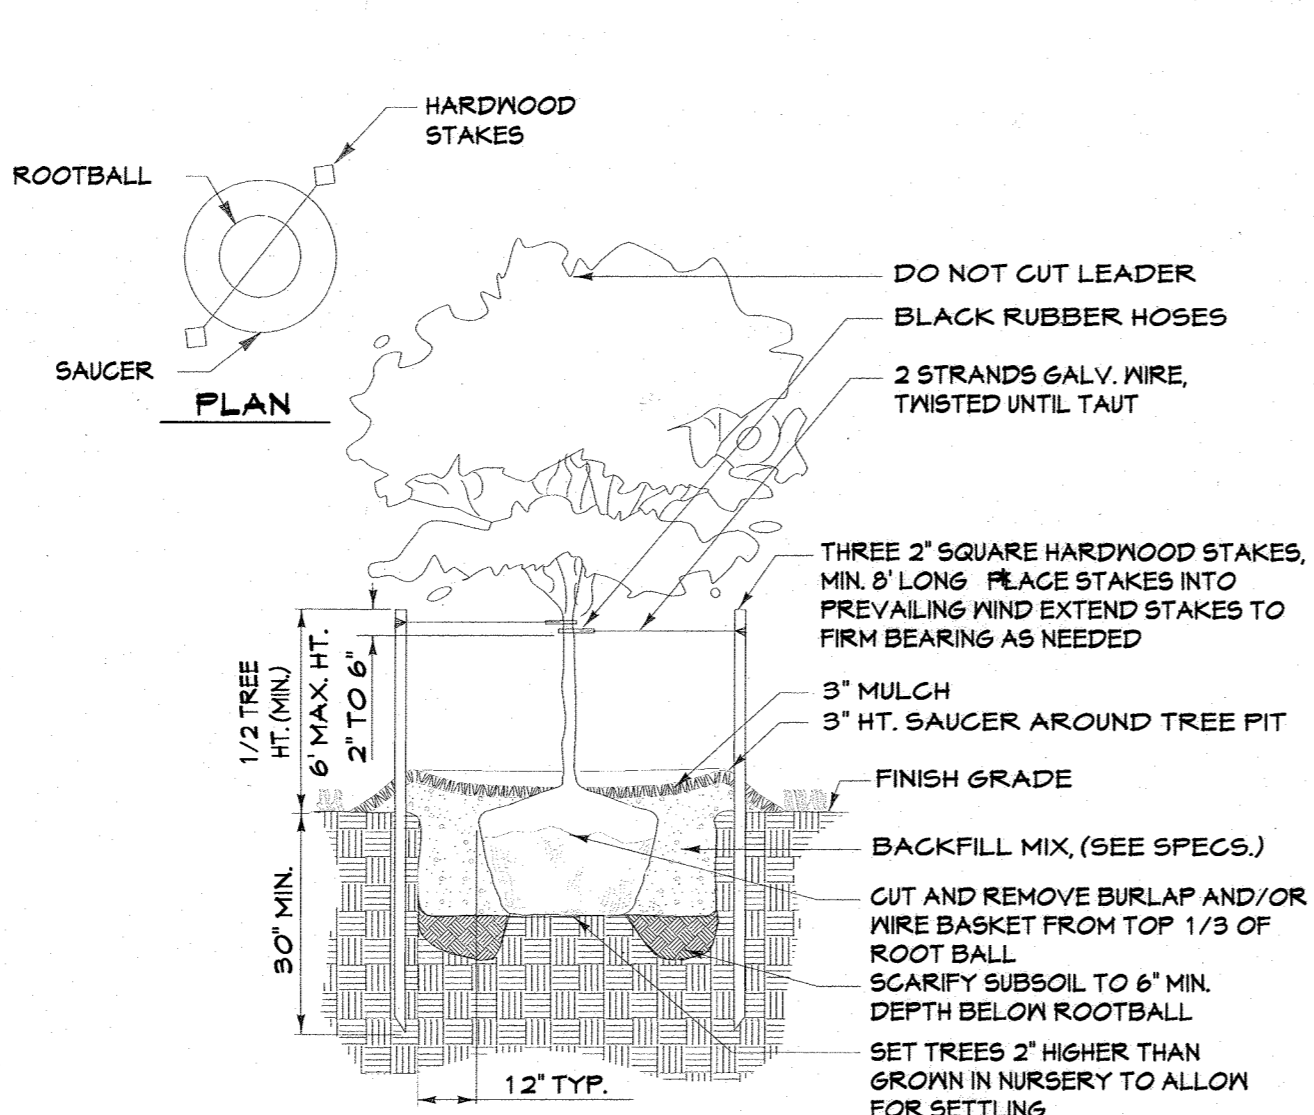 HARDWOOD
STAKES
ROOTBALL
SAUCER
PLAN
DO NOT CUT LEADER
BLACK RUBBER HOSES
2 STRANDS GALV. WIRE,
TWISTED UNTIL TAUT
THREE 2" SQUARE HARDWOOD STAKES,
MIN. 8' LONG PLACE STAKES INTO
PREVAILING WIND EXTEND STAKES TO
FIRM BEARING AS NEEDED
1/2 TREE
HT. (MIN.)
6' MAX. HT.
2" TO 6"
3" MULCH
3" HT. SAUCER AROUND TREE PIT
FINISH GRADE
BACKFILL MIX, (SEE SPECS.)
30" MIN.
CUT AND REMOVE BURLAP AND/OR
WIRE BASKET FROM TOP 1/3 OF
ROOT BALL
SCARIFY SUBSOIL TO 6" MIN.
DEPTH BELOW ROOTBALL
SET TREES 2" HIGHER THAN
GROWN IN NURSERY TO ALLOW
FOR SETTLING
12" TYP.